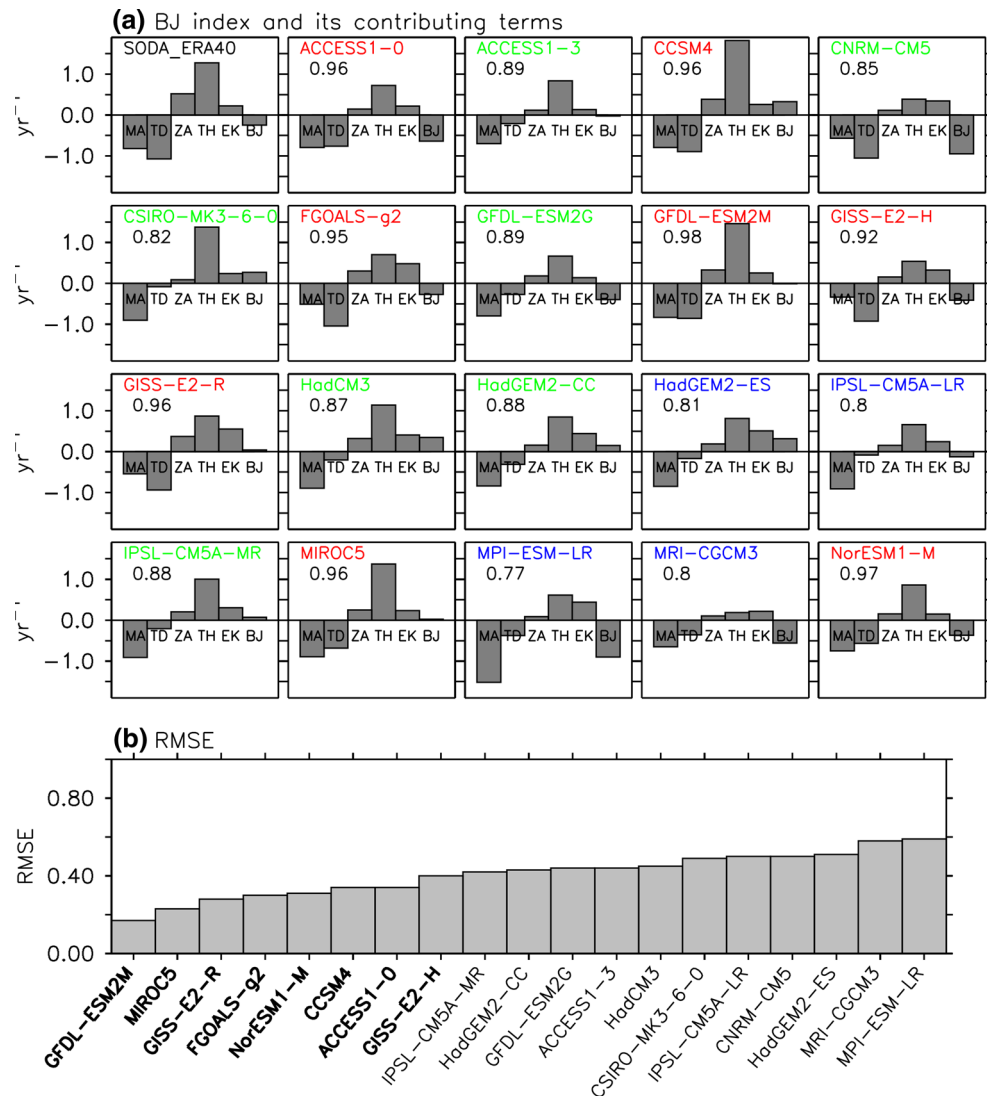 (a) BJ index and its contributing terms
SODA_ERA40 ACCESS1-0 ACCESS1-3 CCSM4 CNRM-CM5
0.96 0.89 0.96 0.85
1.0
0.0
-1.0
yr⁻¹
MA TD ZA TH EK BJ MA TD ZA TH EK BJ MA TD ZA TH EK BJ MA TD ZA TH EK BJ MA TD ZA TH EK BJ
CSIRO-MK3-6-0 FGOALS-g2 GFDL-ESM2G GFDL-ESM2M GISS-E2-H
0.82 0.95 0.89 0.98 0.92
1.0
0.0
-1.0
yr⁻¹
MA TD ZA TH EK BJ MA TD ZA TH EK BJ MA TD ZA TH EK BJ MA TD ZA TH EK BJ MA TD ZA TH EK BJ
GISS-E2-R HadCM3 HadGEM2-CC HadGEM2-ES IPSL-CM5A-LR
0.96 0.87 0.88 0.81 0.8
1.0
0.0
-1.0
yr⁻¹
MA TD ZA TH EK BJ MA TD ZA TH EK BJ MA TD ZA TH EK BJ MA TD ZA TH EK BJ MA TD ZA TH EK BJ
IPSL-CM5A-MR MIROC5 MPI-ESM-LR MRI-CGCM3 NorESM1-M
0.88 0.96 0.77 0.8 0.97
1.0
0.0
-1.0
yr⁻¹
MA TD ZA TH EK BJ MA TD ZA TH EK BJ MA TD ZA TH EK BJ MA TD ZA TH EK BJ MA TD ZA TH EK BJ
(b) RMSE
0.80
0.40
0.00
RMSE
GFDL-ESM2M
MIROC5
GISS-E2-R
FGOALS-g2
NorESM1-M
CCSM4
ACCESS1-0
GISS-E2-H
IPSL-CM5A-MR
HadGEM2-CC
GFDL-ESM2G
ACCESS1-3
HadCM3
CSIRO-MK3-6-0
IPSL-CM5A-LR
CNRM-CM5
HadGEM2-ES
MRI-CGCM3
MPI-ESM-LR